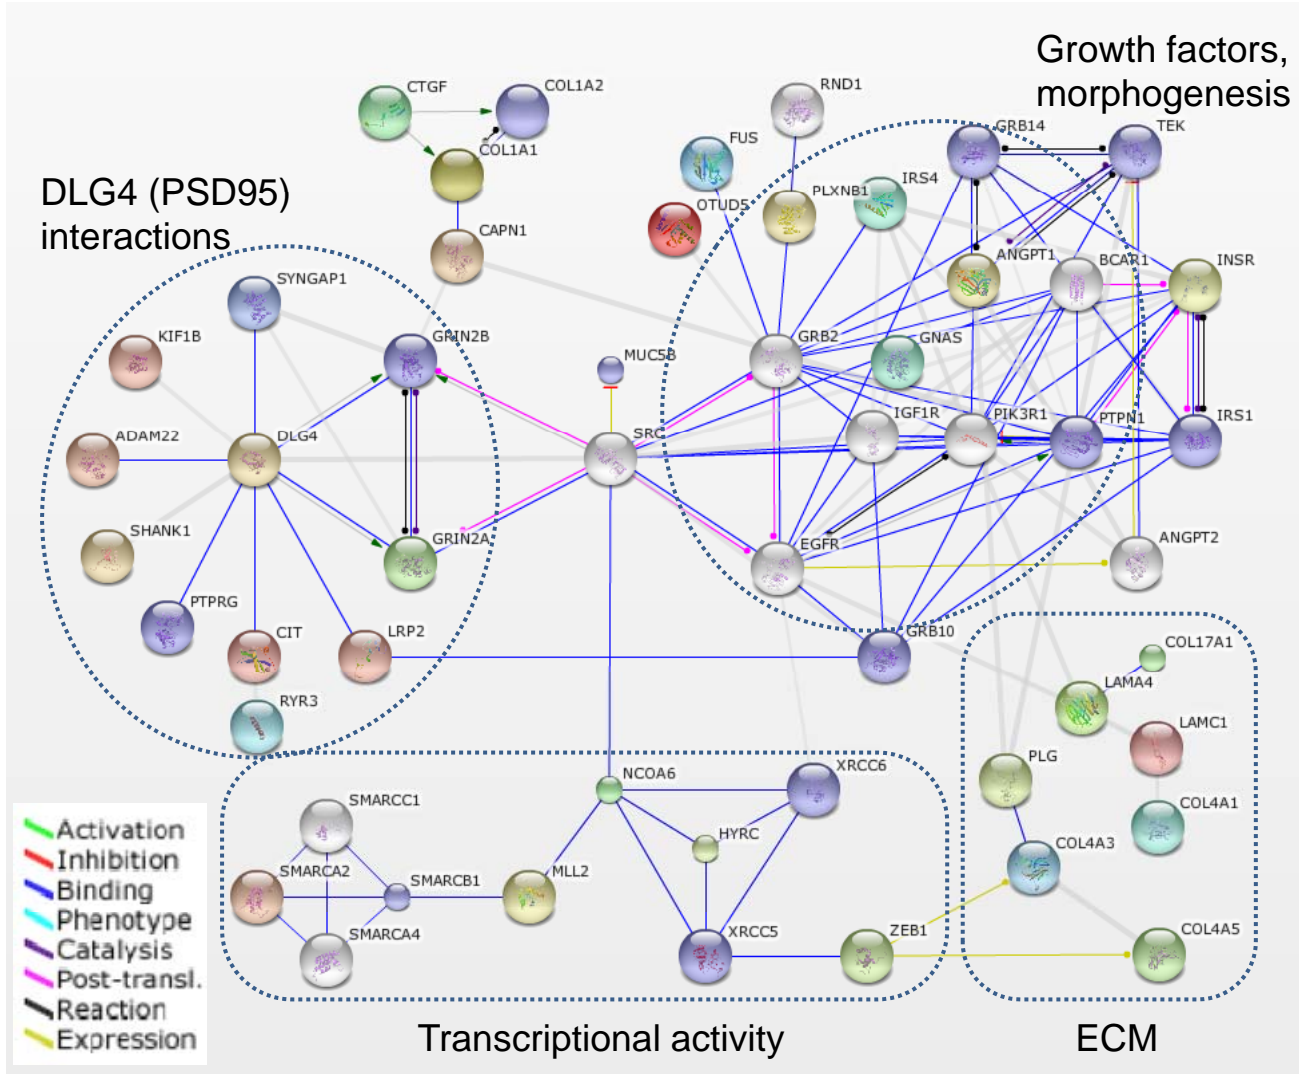 Growth factors,
morphogenesis
CTGF
COL1A2
RND1
GRB14
TEK
COL1A1
FUS
DLG4 (PSD95)
interactions
OTUD5
PLXNB1
IRS4
CAPN1
SYNGAP1
ANGPT1
BCAR1
INSR
KIF1B
GRIN2B
MUC5B
GRB2
GNAS
ADAM22
DLG4
SRC
IGF1R
PIK3R1
PTPN1
IRS1
SHANK1
GRIN2A
EGFR
ANGPT2
PTPRG
CIT
LRP2
GRB10
COL17A1
RYR3
LAMA4
LAMC1
NCOA6
XRCC6
PLG
SMARCC1
HYRC
COL4A1
COL4A3
SMARCA2
SMARCB1
MLL2
SMARCA4
XRCC5
ZEB1
COL4A5
Activation
Inhibition
Binding
Phenotype
Catalysis
Post-transl.
Reaction
Expression
Transcriptional activity
ECM